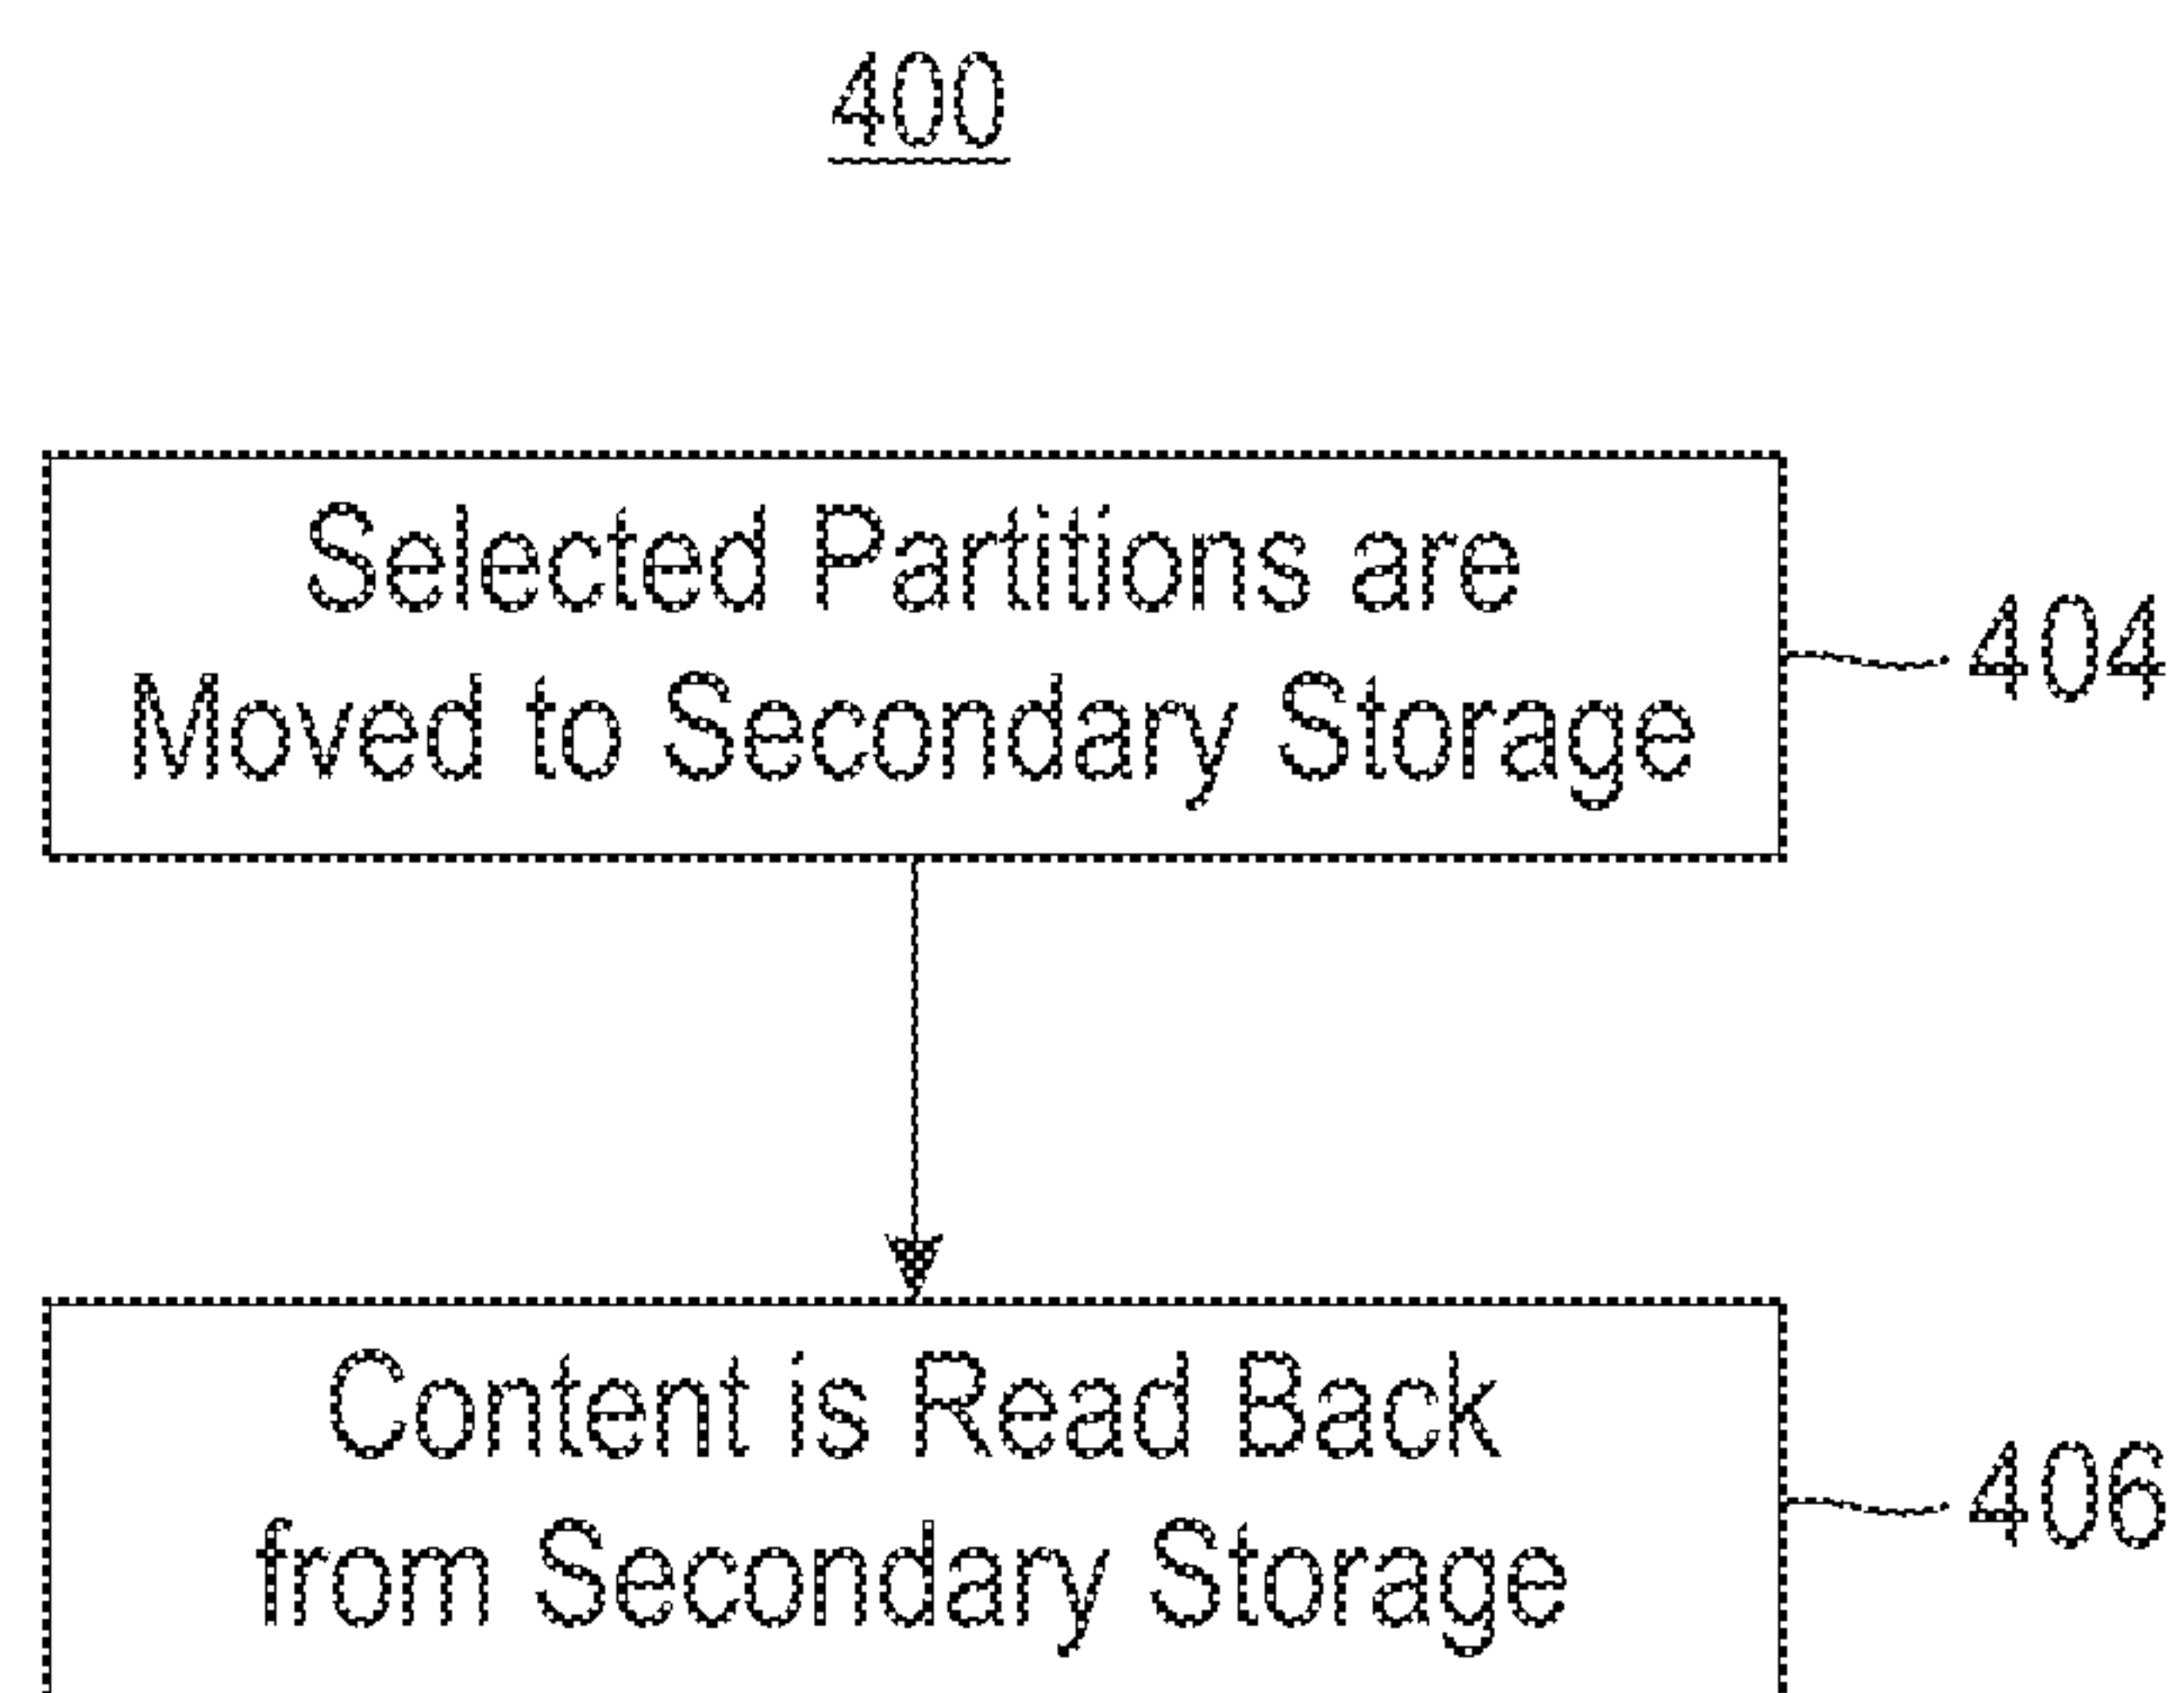 400
Selected Partitions are
Moved to Secondary Storage
404
Content is Read Back
from Secondary Storage
406